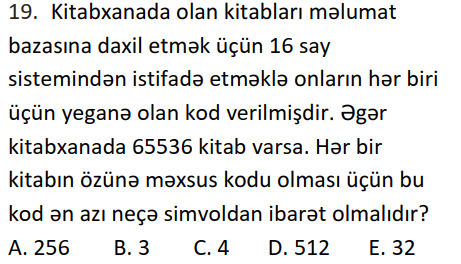 19. Kitabxanada olan kitabları məlumat
bazasına daxil etmək üçün 16 say
sistemindən istifadə etməklə onların hər biri
üçün yeganə olan kod verilmişdir. Əgər
kitabxanada 65536 kitab varsa. Hər bir
kitabın özünə məxsus kodu olması üçün bu
kod ən azı neçə simvoldan ibarət olmalıdır?
A. 256 B. 3 C. 4 D. 512 E. 32